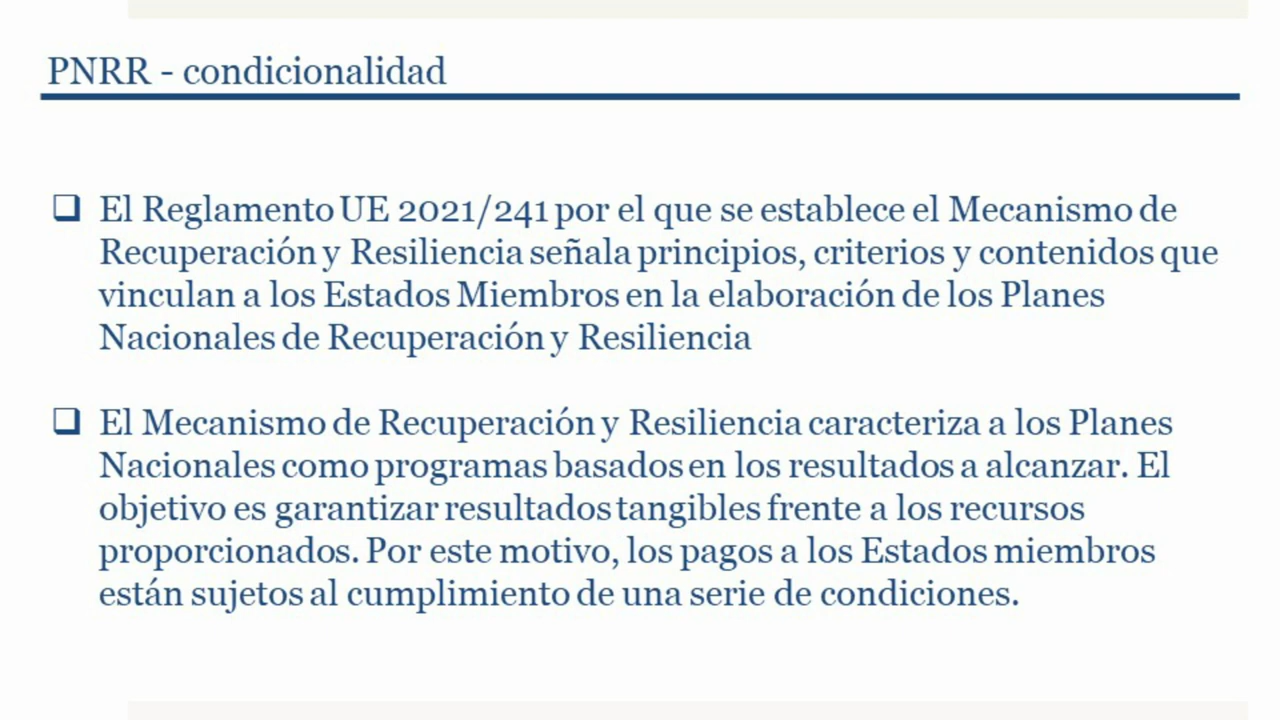 PNRR - condicionalidad
El Reglamento UE 2021/241 por el que se establece el Mecanismo de
Recuperación y Resiliencia señala principios, criterios y contenidos que
vinculan a los Estados Miembros en la elaboración de los Planes
Nacionales de Recuperación y Resiliencia
El Mecanismo de Recuperación y Resiliencia caracteriza a los Planes
Nacionales como programas basados en los resultados a alcanzar. El
objetivo es garantizar resultados tangibles frente a los recursos
proporcionados. Por este motivo, los pagos a los Estados miembros
están sujetos al cumplimiento de una serie de condiciones.